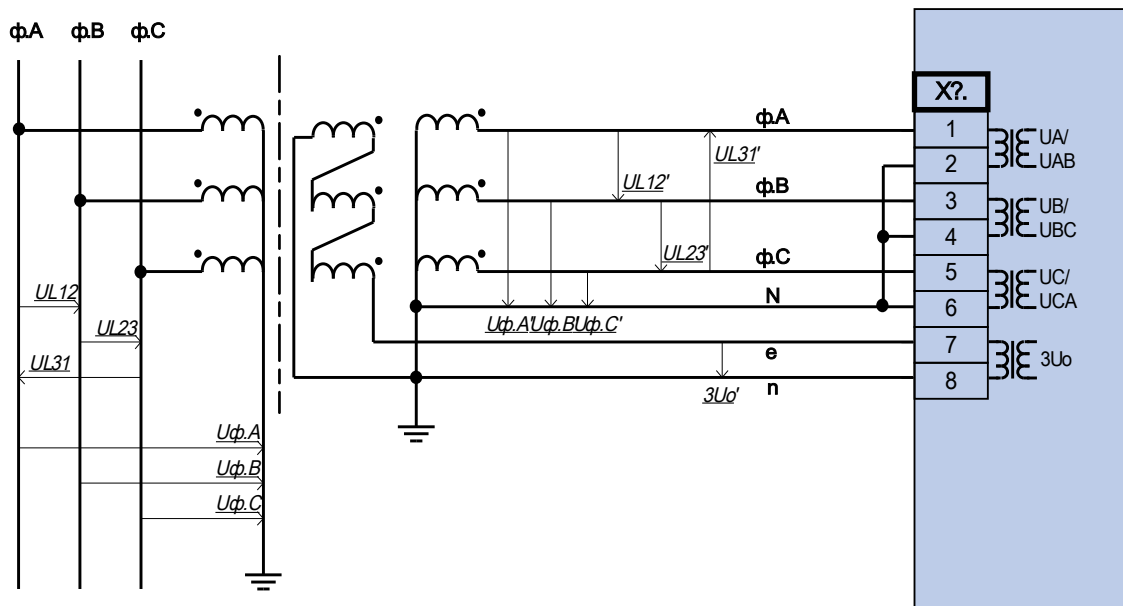 ф.A ф.B ф.C
X?.
ф.A
1
UA/
UAB
UL31'
2
UL12'
ф.B
3
UB/
UBC
4
UL23'
ф.C
5
UC/
UCA
UL12
N
6
Uф.A' Uф.B' Uф.C'
UL23
e
7
3Uo
UL31
n
8
3Uo'
Uф.A
Uф.B
Uф.C